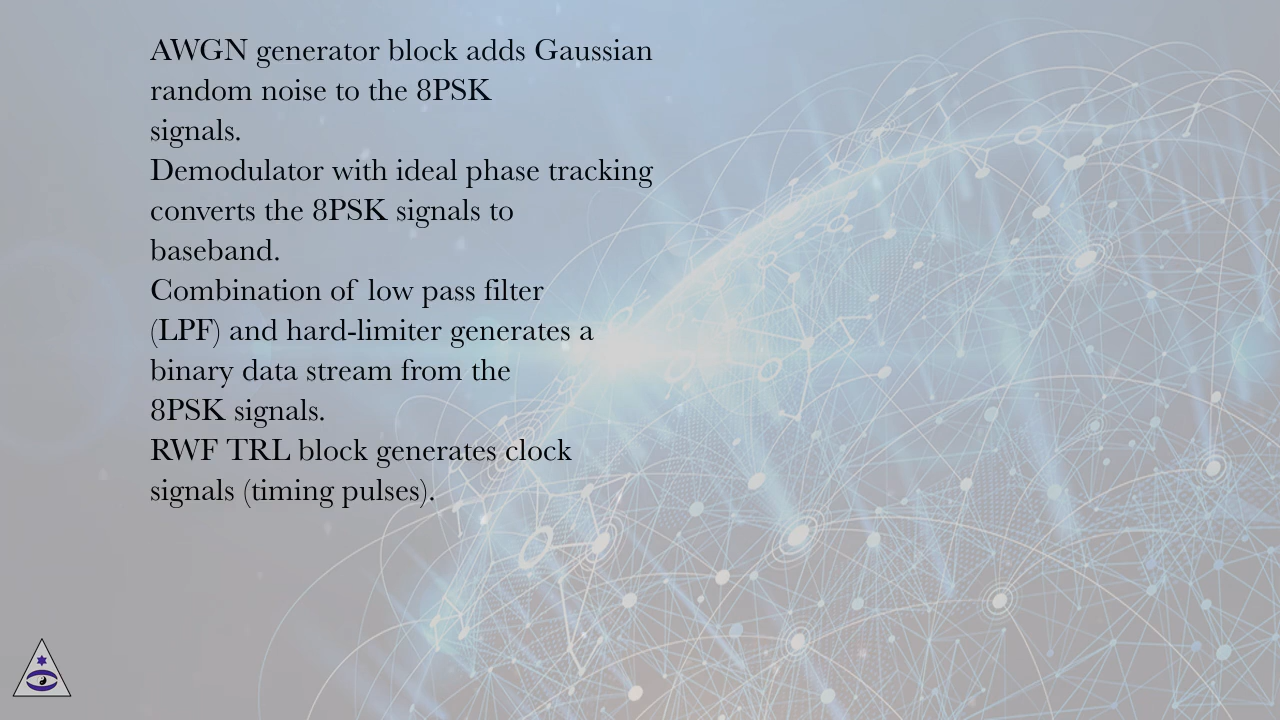 AWGN generator block adds Gaussian
random noise to the 8PSK
signals.
Demodulator with ideal phase tracking
converts the 8PSK signals to
baseband.
Combination of low pass filter
(LPF) and hard-limiter generates a
binary data stream from the
8PSK signals.
RWF TRL block generates clock
signals (timing pulses).